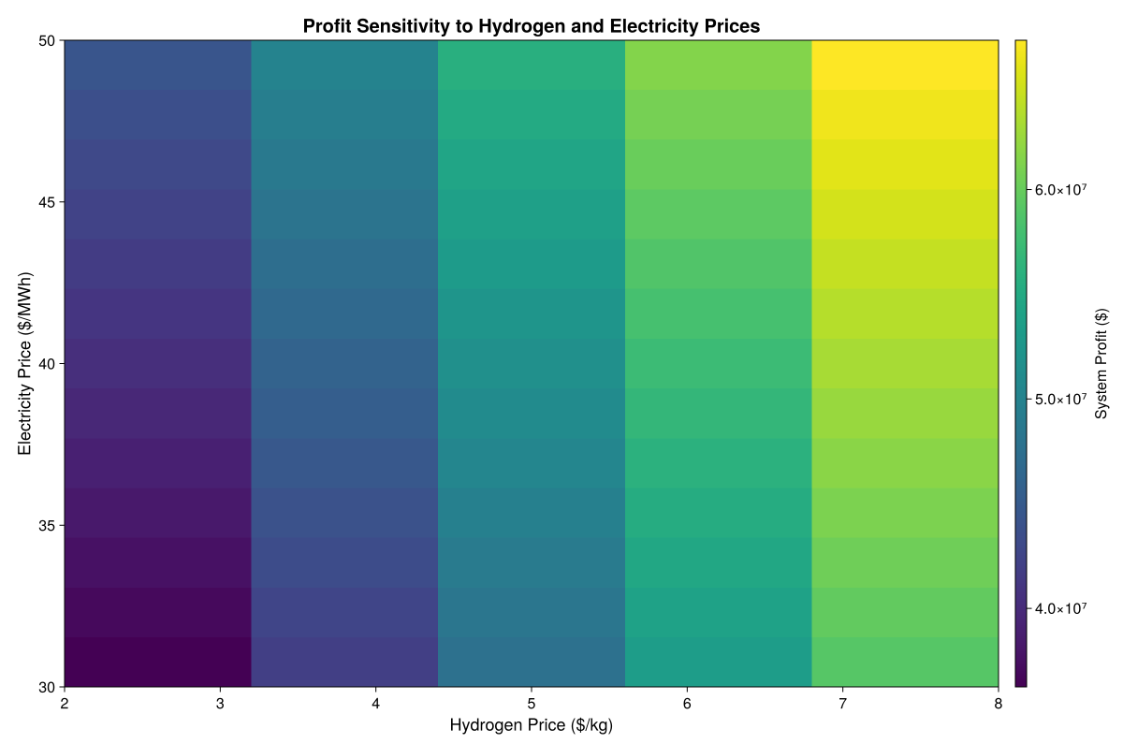 Profit Sensitivity to Hydrogen and Electricity Prices
50
45
40
35
30
Electricity Price ($/MWh)
2 3 4 5 6 7 8
Hydrogen Price ($/kg)
6.0×10⁷
5.0×10⁷
4.0×10⁷
System Profit ($)